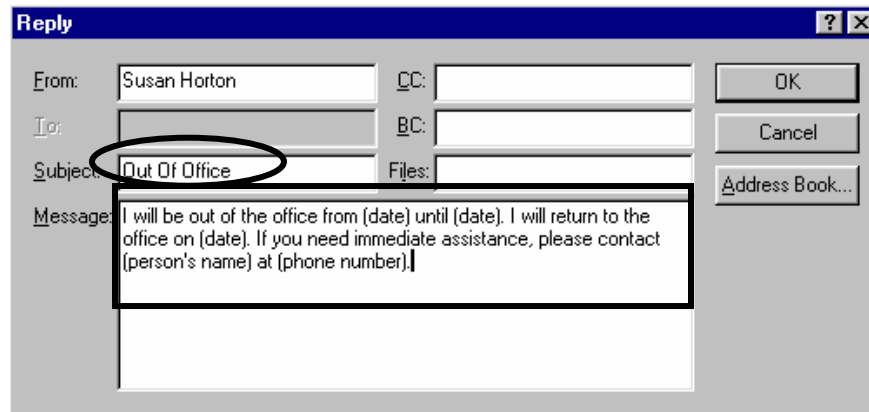 Reply ? X
From: Susan Horton CC: OK
To: BC: Cancel
Subject: Out Of Office Files: Address Book...
Message: I will be out of the office from (date) until (date). I will return to the
office on (date). If you need immediate assistance, please contact
(person's name) at (phone number).